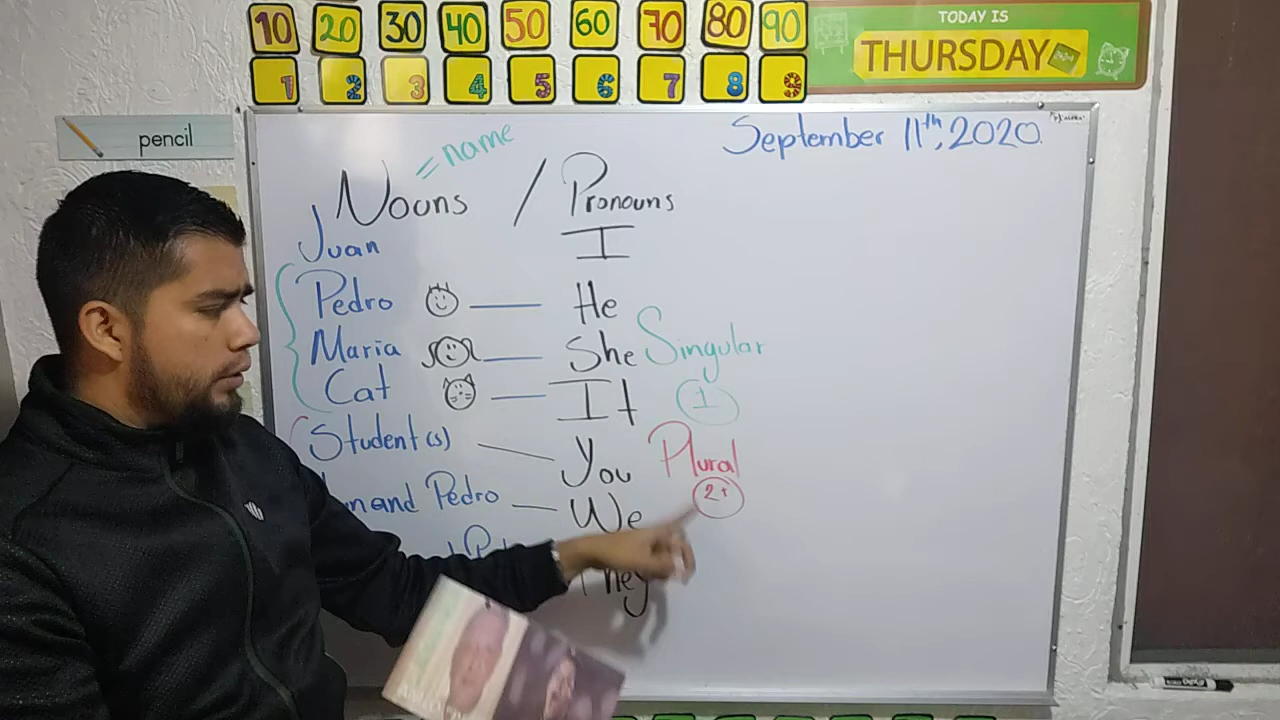 10 20 30 40 50 60 70 80 90
1 2 3 4 5 6 7 8 9
TODAY IS
THURSDAY
pencil
September 11th, 2020.
= name
Nouns / Pronouns
Juan I
Pedro He
Maria She Singular
Cat It 1
Student(s) You Plural
and Pedro We 2+
They